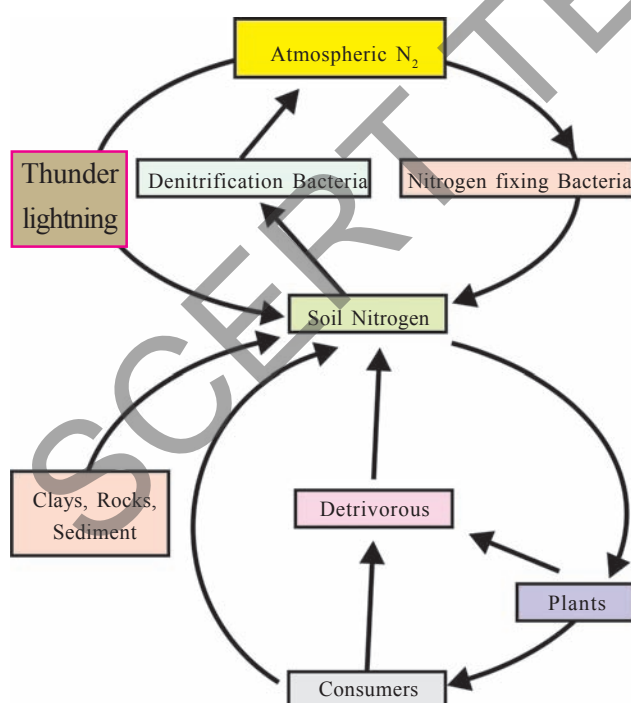 Atmospheric N₂
Thunder
lightning
Denitrification Bacteria
Nitrogen fixing Bacteria
Soil Nitrogen
Clays, Rocks,
Sediment
Detrivorous
Plants
Consumers
SCERT TE